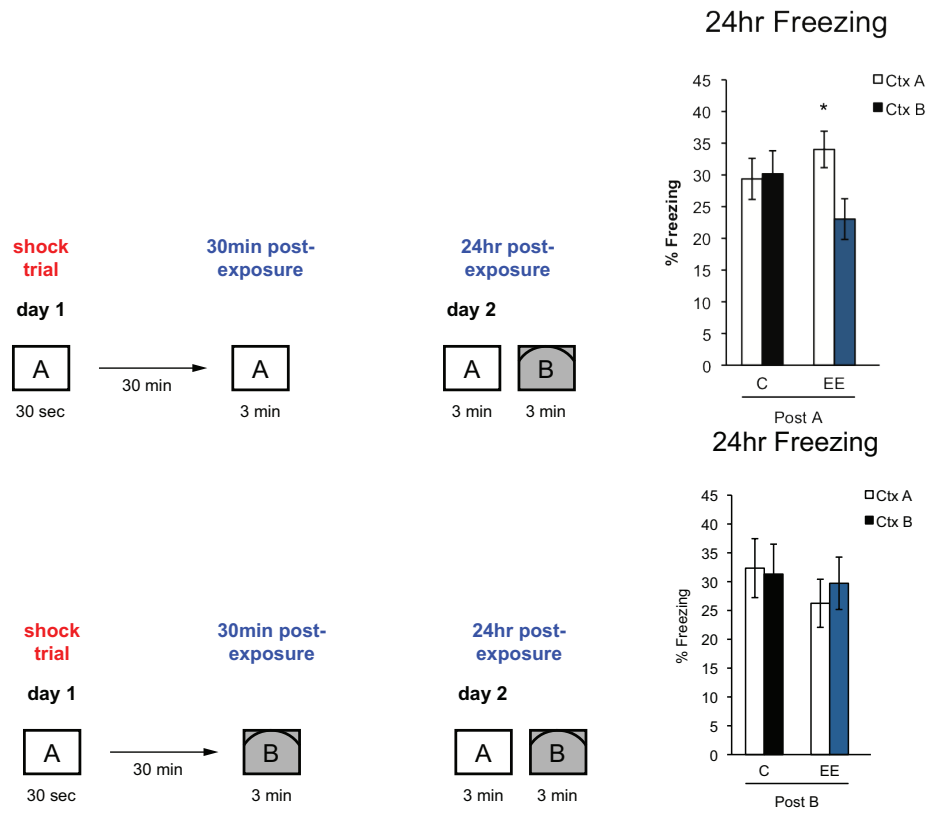 24hr Freezing
45
40
35
30
25
20
15
10
5
0
% Freezing
Ctx A
Ctx B
*
C
EE
Post A
shock
trial
30min post-
exposure
24hr post-
exposure
day 1
day 2
A
30 min
A
A
B
30 sec
3 min
3 min
3 min
24hr Freezing
45
40
35
30
25
20
15
10
5
0
% Freezing
Ctx A
Ctx B
C
EE
Post B
shock
trial
30min post-
exposure
24hr post-
exposure
day 1
day 2
A
30 min
B
A
B
30 sec
3 min
3 min
3 min